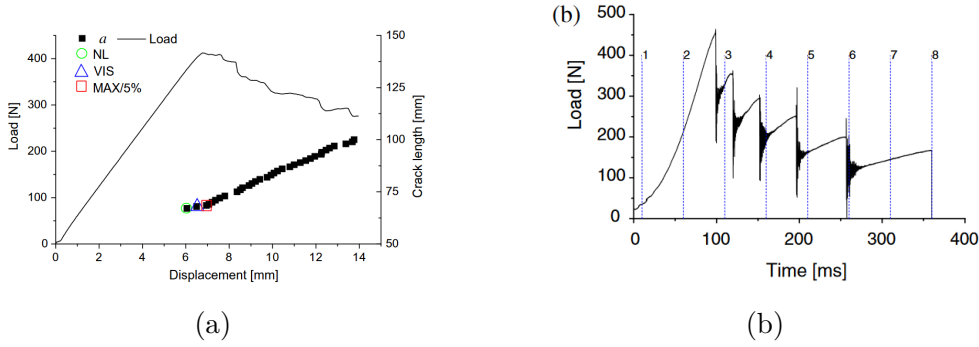 (b)
a Load
NL
VIS
MAX/5%
400
300
200
100
0
Load [N]
0 2 4 6 8 10 12 14
Displacement [mm]
150
125
100
75
50
Crack length [mm]
(a)
500
400
300
200
100
0
Load [N]
1 2 3 4 5 6 7 8
0 100 200 300 400
Time [ms]
(b)